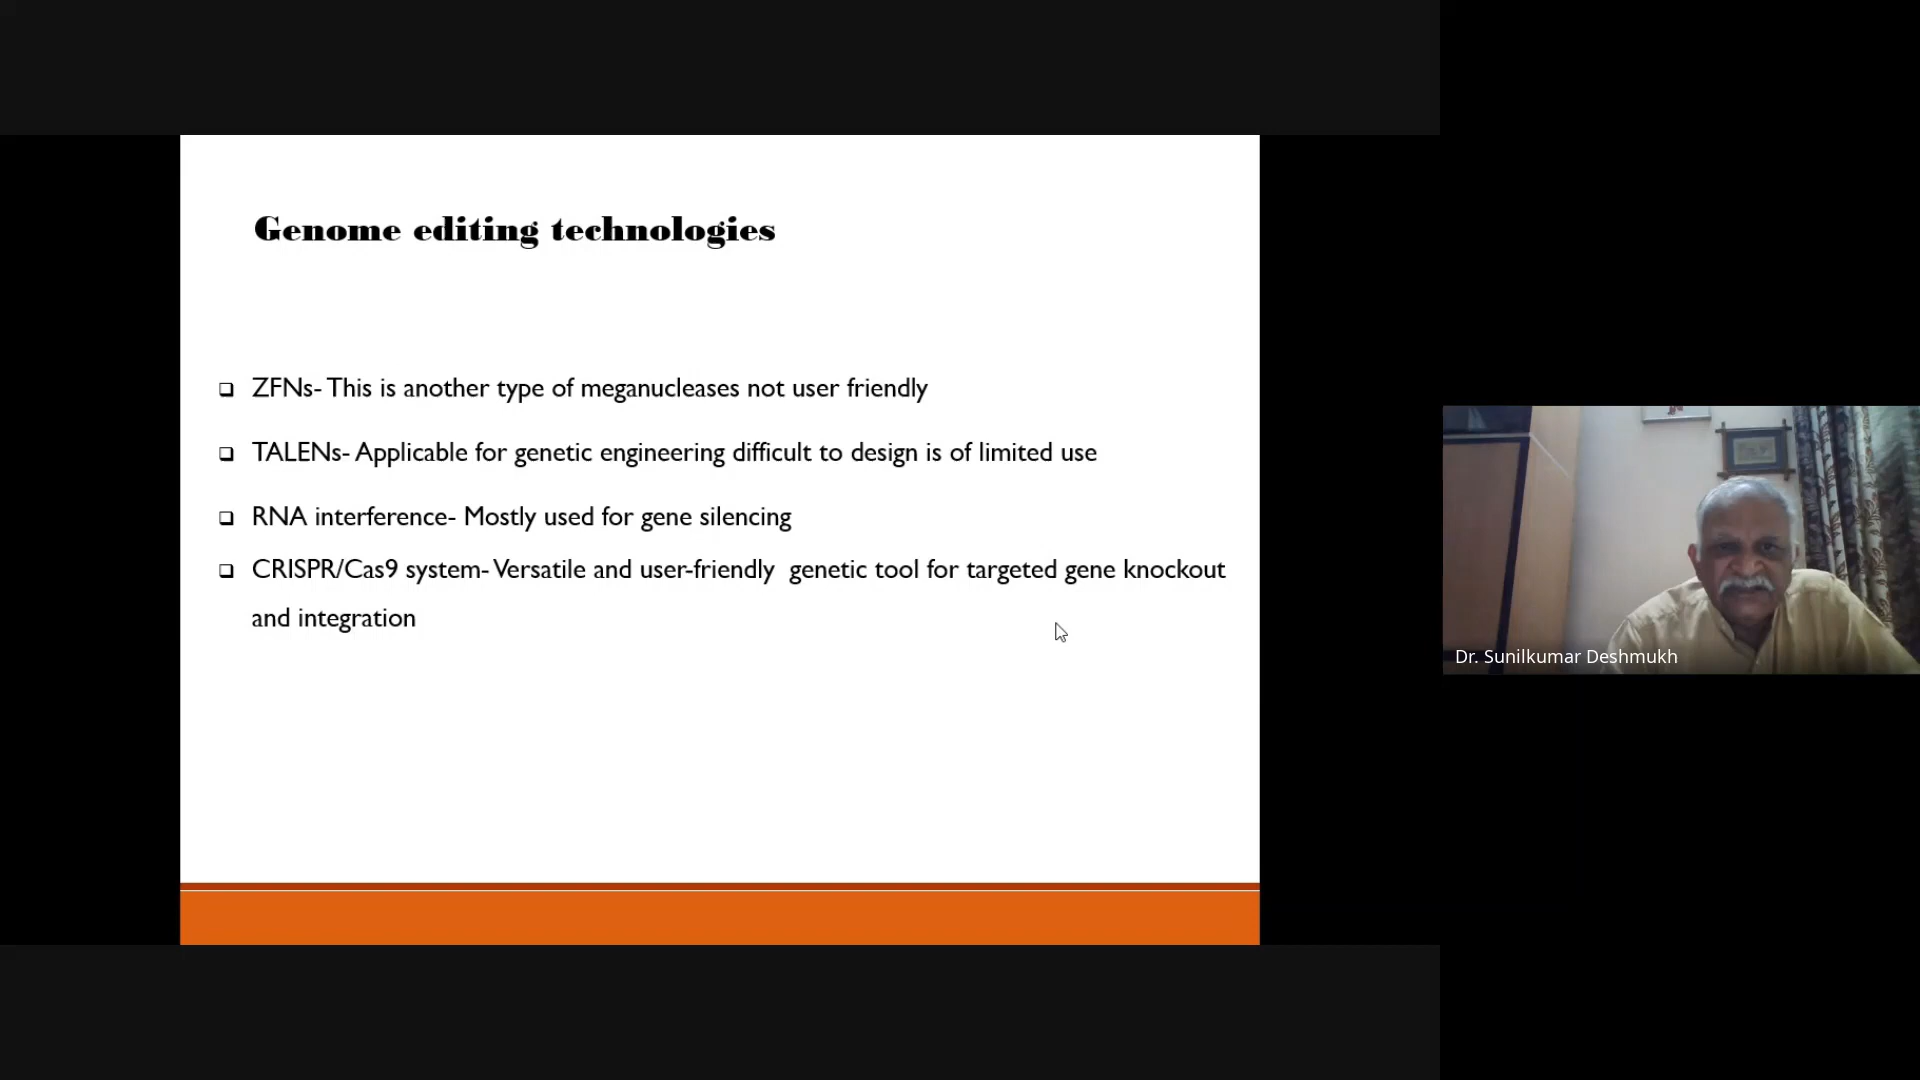 Genome editing technologies
ZFNs- This is another type of meganucleases not user friendly
TALENs- Applicable for genetic engineering difficult to design is of limited use
RNA interference- Mostly used for gene silencing
CRISPR/Cas9 system- Versatile and user-friendly genetic tool for targeted gene knockout
and integration
Dr. Sunilkumar Deshmukh